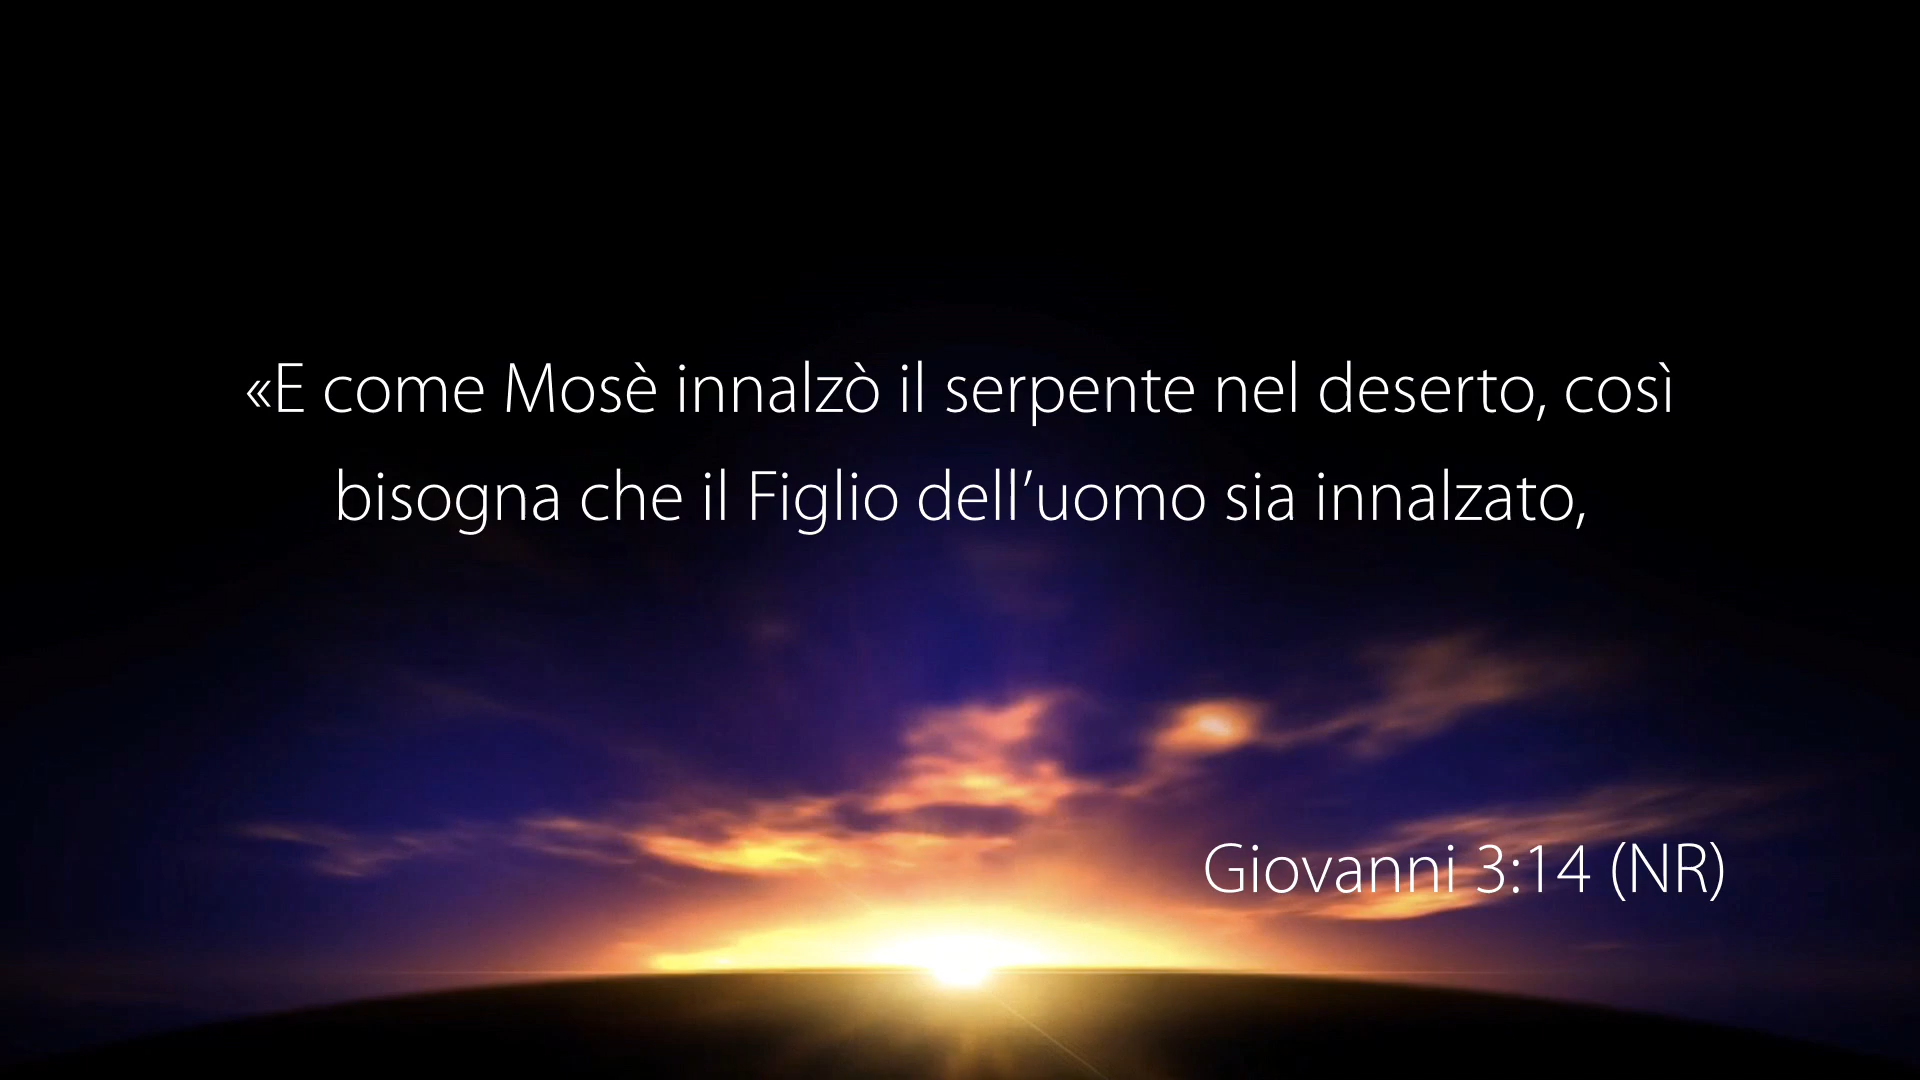 «E come Mosè innalzò il serpente nel deserto, così
bisogna che il Figlio dell’uomo sia innalzato,
Giovanni 3:14 (NR)